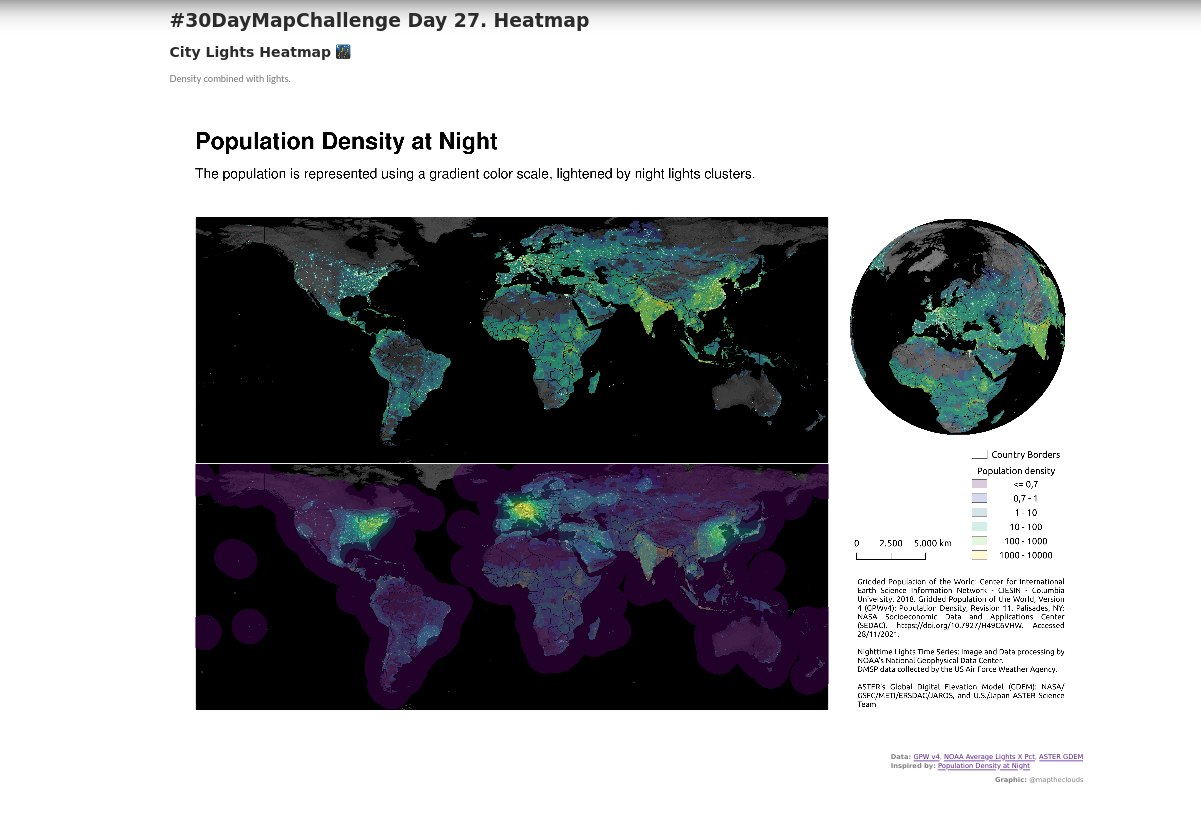 #30DayMapChallenge Day 27. Heatmap
City Lights Heatmap 🌃
Density combined with lights.
Population Density at Night
The population is represented using a gradient color scale, lightened by night lights clusters.
Country Borders
Population density
<= 0,7
0,7 - 1
1 - 10
10 - 100
100 - 1000
1000 - 10000
0 2.500 5.000 km
Gridded Population of the World: Center for International
Earth Science Information Network - CIESIN - Columbia
University. 2018. Gridded Population of the World, Version
4 (GPWv4): Population Density, Revision 11. Palisades, NY:
NASA Socioeconomic Data and Applications Center
(SEDAC). https://doi.org/10.7927/H49C6VHW. Accessed
28/11/2021.
Nighttime Lights Time Series: Image and Data processing by
NOAA's National Geophysical Data Center.
DMSP data collected by the US Air Force Weather Agency.
ASTER's Global Digital Elevation Model (GDEM): NASA/
GSFC/METI/ERSDAC/JAROS, and U.S./Japan ASTER Science
Team
Data: GPW v4, NOAA Average Lights X Pct, ASTER GDEM
Inspired by: Population Density at Night
Graphic: @maptheclouds